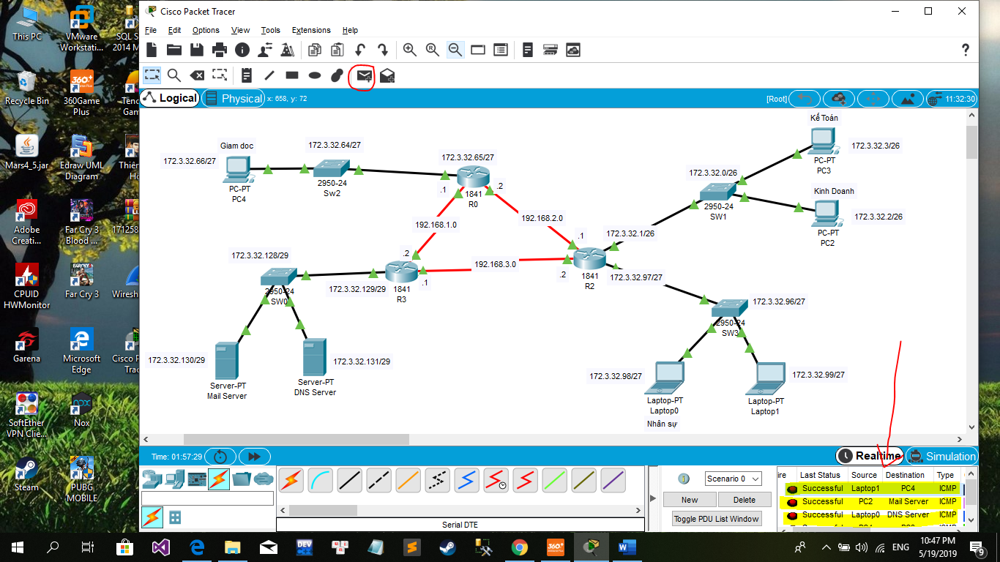 This PC
VMware
Workstati...
SQL S
2014 M
Recycle Bin
360Game
Plus
Tenc
Gam
Mars4_5.jar
Edraw UML
Diagram
Thiên
Ho
Adobe
Creati...
Far Cry 3
Blood ...
171258
CPUID
HWMonitor
Far Cry 3
Wiresh
Garena
Microsoft
Edge
Cisco P
Trac
SoftEther
VPN Clie...
Nox
Steam
PUBG
MOBILE
Cisco Packet Tracer
File Edit Options View Tools Extensions Help
Logical
Physical
x: 658, y: 72
[Root]
11:32:30
Giam doc
172.3.32.66/27
PC-PT
PC4
172.3.32.64/27
2950-24
Sw2
172.3.32.65/27
.1
.2
1841
R0
192.168.1.0
192.168.2.0
Kế Toán
172.3.32.3/26
PC-PT
PC3
172.3.32.0/26
2950-24
SW1
Kinh Doanh
172.3.32.2/26
PC-PT
PC2
172.3.32.1/26
.1
.2
1841
R2
172.3.32.97/27
192.168.3.0
.2
.1
1841
R3
172.3.32.128/29
2950-24
SW0
172.3.32.129/29
172.3.32.96/27
2950-24
SW3
172.3.32.130/29
Server-PT
Mail Server
172.3.32.131/29
Server-PT
DNS Server
172.3.32.98/27
Laptop-PT
Laptop0
Nhân sự
172.3.32.99/27
Laptop-PT
Laptop1
Time: 01:57:29
Realtime
Simulation
Scenario 0
New
Delete
Toggle PDU List Window
Serial DTE
ire Last Status Source Destination Type
Successful Laptop1 PC4 ICMP
Successful PC2 Mail Server ICMP
Successful Laptop0 DNS Server ICMP
ENG
10:47 PM
5/19/2019
9